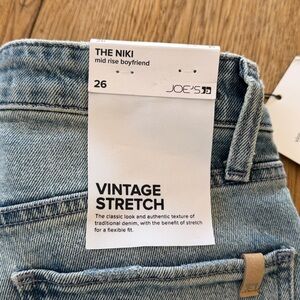 THE NIKI
mid rise boyfriend
26
JOE'S
VINTAGE
STRETCH
The classic look and authentic texture of
traditional denim, with the benefit of stretch
for a flexible fit.